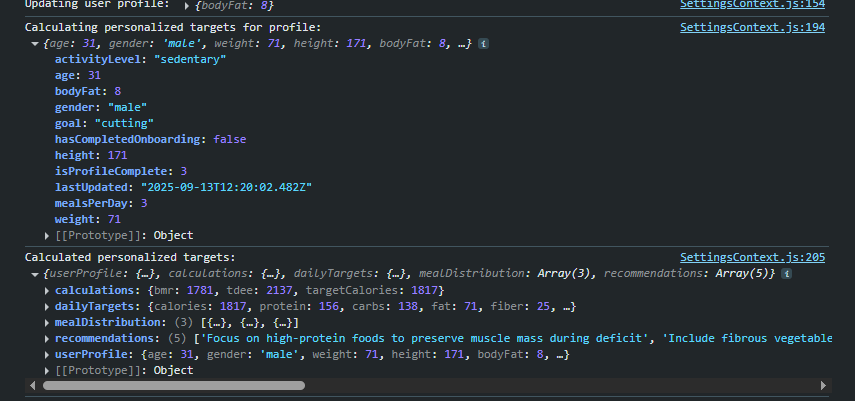 Updating user profile: ▶ {bodyFat: 8} SettingsContext.js:154
Calculating personalized targets for profile: SettingsContext.js:194
▼ {age: 31, gender: 'male', weight: 71, height: 171, bodyFat: 8, …} i
activityLevel: "sedentary"
age: 31
bodyFat: 8
gender: "male"
goal: "cutting"
hasCompletedOnboarding: false
height: 171
isProfileComplete: 3
lastUpdated: "2025-09-13T12:20:02.482Z"
mealsPerDay: 3
weight: 71
▶ [[Prototype]]: Object
Calculated personalized targets: SettingsContext.js:205
▼ {userProfile: {…}, calculations: {…}, dailyTargets: {…}, mealDistribution: Array(3), recommendations: Array(5)} i
▶ calculations: {bmr: 1781, tdee: 2137, targetCalories: 1817}
▶ dailyTargets: {calories: 1817, protein: 156, carbs: 138, fat: 71, fiber: 25, …}
▶ mealDistribution: (3) [{…}, {…}, {…}]
▶ recommendations: (5) ['Focus on high-protein foods to preserve muscle mass during deficit', 'Include fibrous vegetable
▶ userProfile: {age: 31, gender: 'male', weight: 71, height: 171, bodyFat: 8, …}
▶ [[Prototype]]: Object